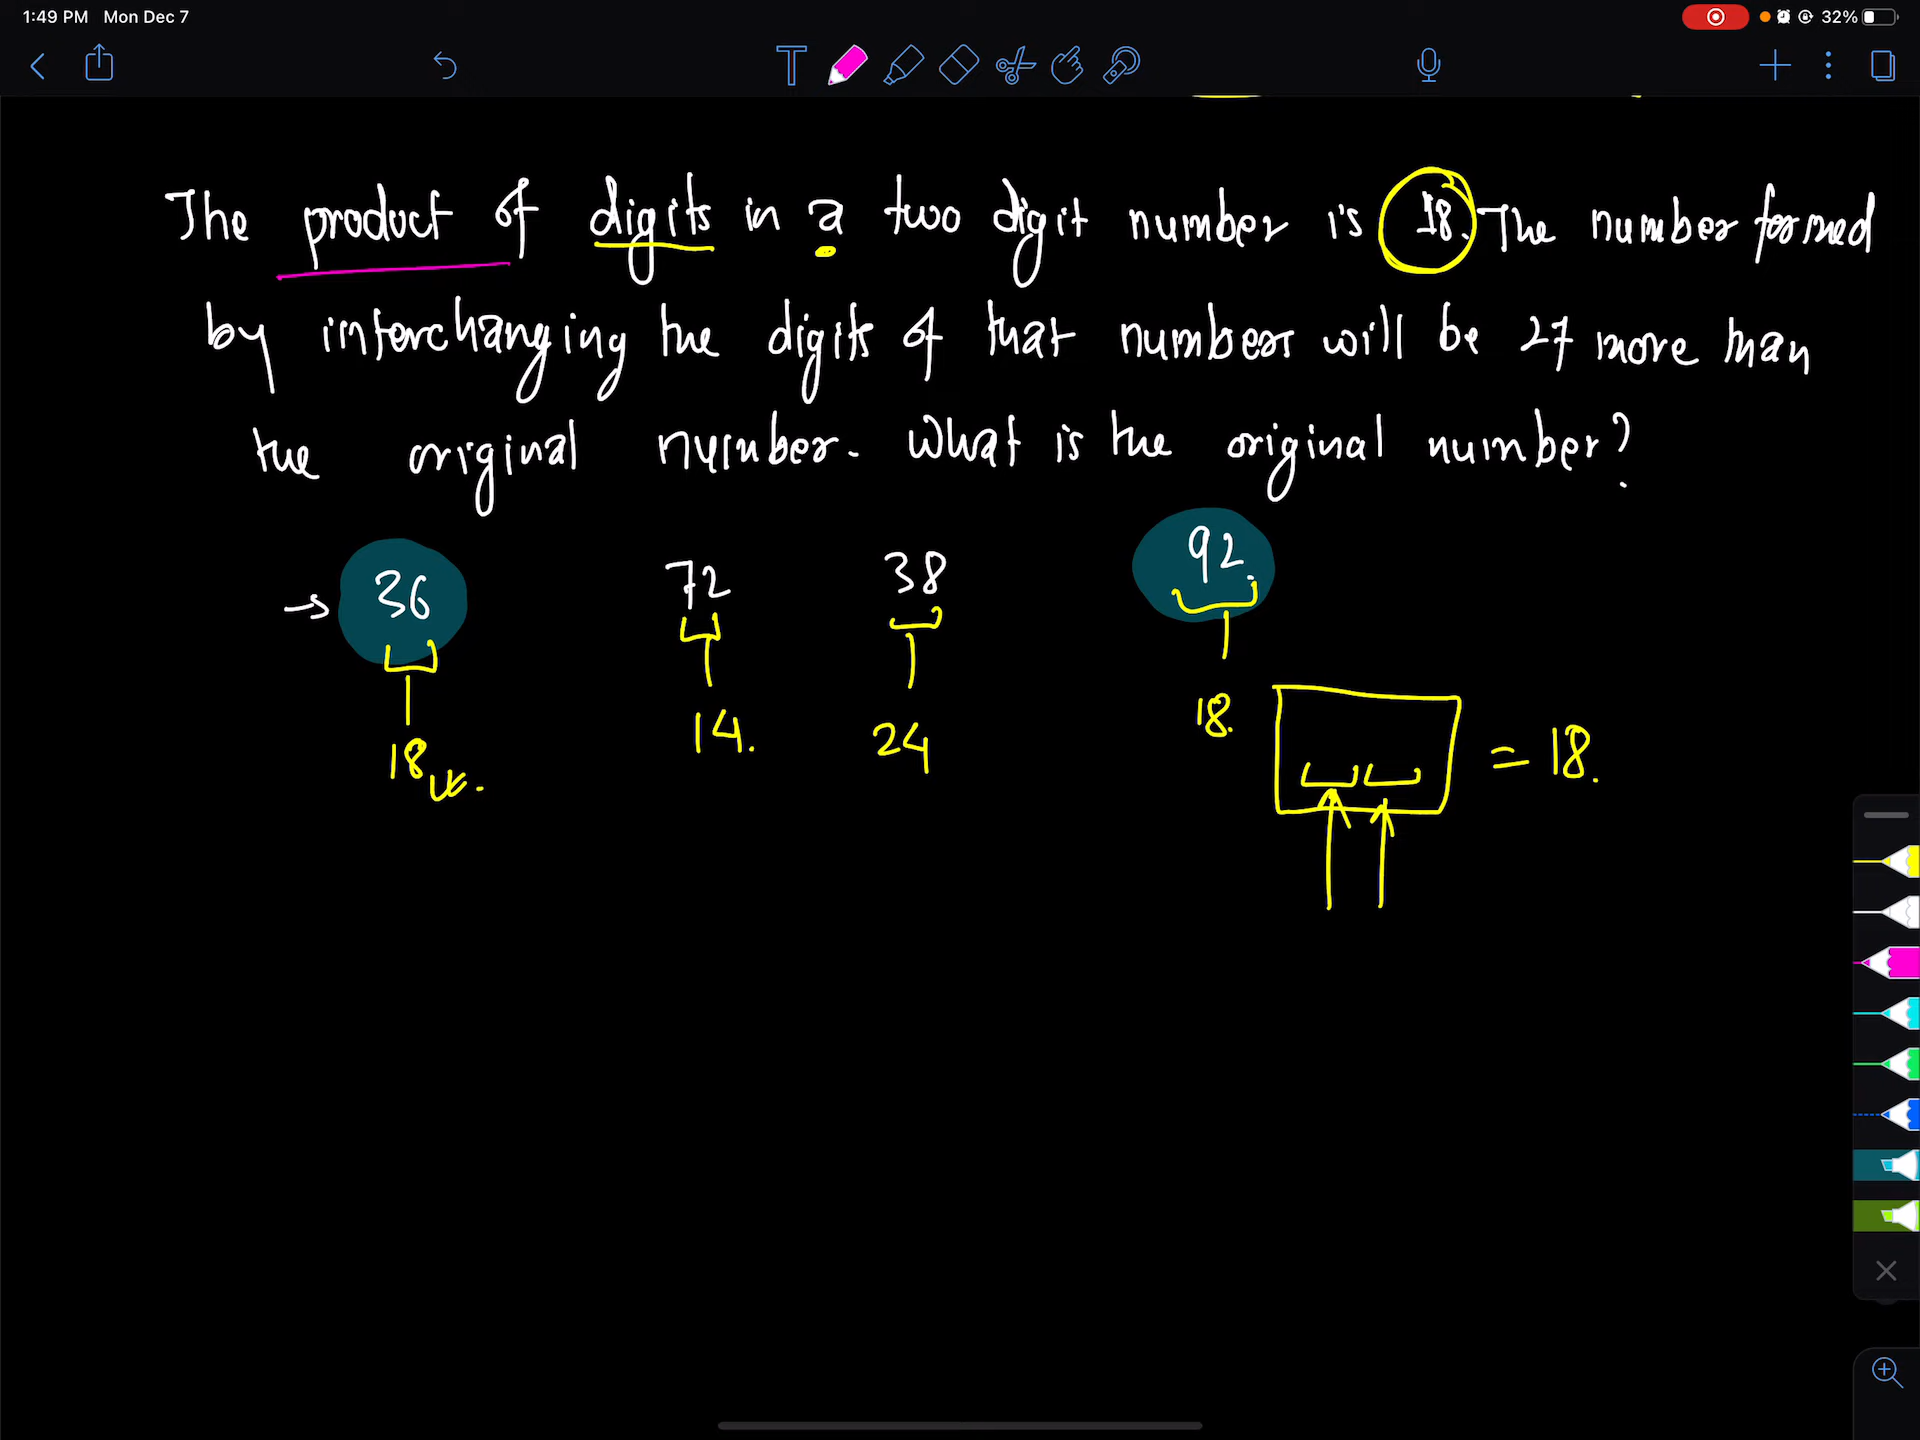 1:49 PM Mon Dec 7
32%
The product of digits in a two digit number is 18. The number formed
by interchanging the digits of that numbers will be 27 more than
the original number. What is the original number?
→ 36 72 38 92.
18 14. 24 18.
= 18.